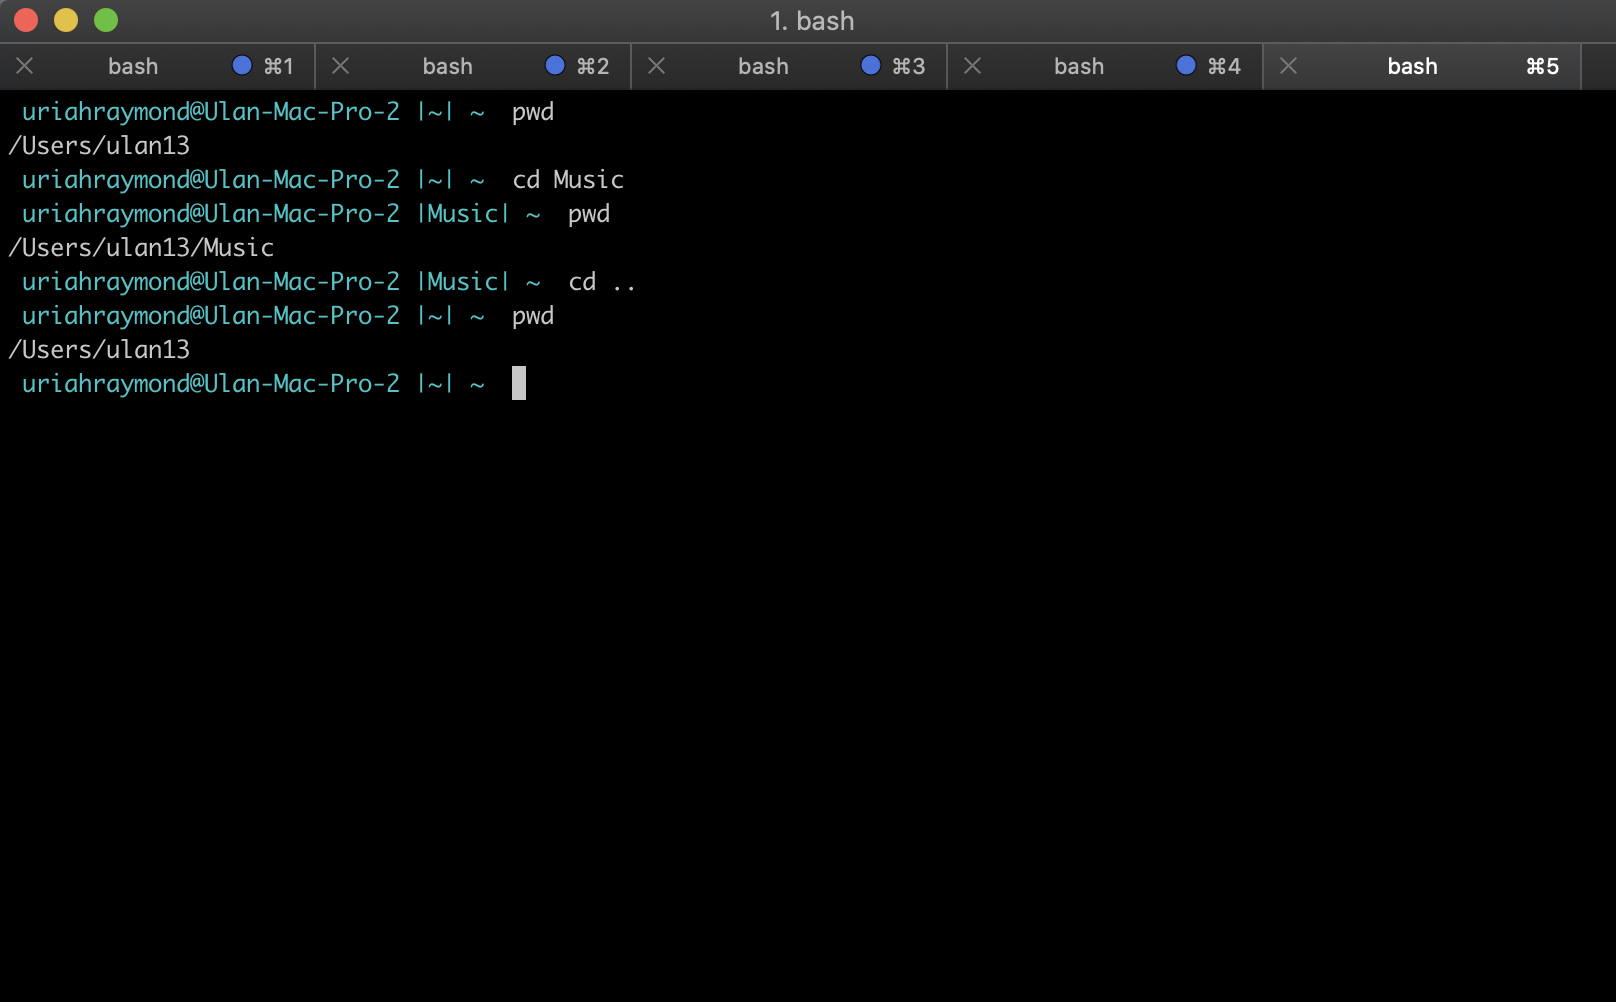 1. bash
bash ⌘1 bash ⌘2 bash ⌘3 bash ⌘4 bash ⌘5
uriahraymond@Ulan-Mac-Pro-2 |~| ~ pwd
/Users/ulan13
uriahraymond@Ulan-Mac-Pro-2 |~| ~ cd Music
uriahraymond@Ulan-Mac-Pro-2 |Music| ~ pwd
/Users/ulan13/Music
uriahraymond@Ulan-Mac-Pro-2 |Music| ~ cd ..
uriahraymond@Ulan-Mac-Pro-2 |~| ~ pwd
/Users/ulan13
uriahraymond@Ulan-Mac-Pro-2 |~| ~